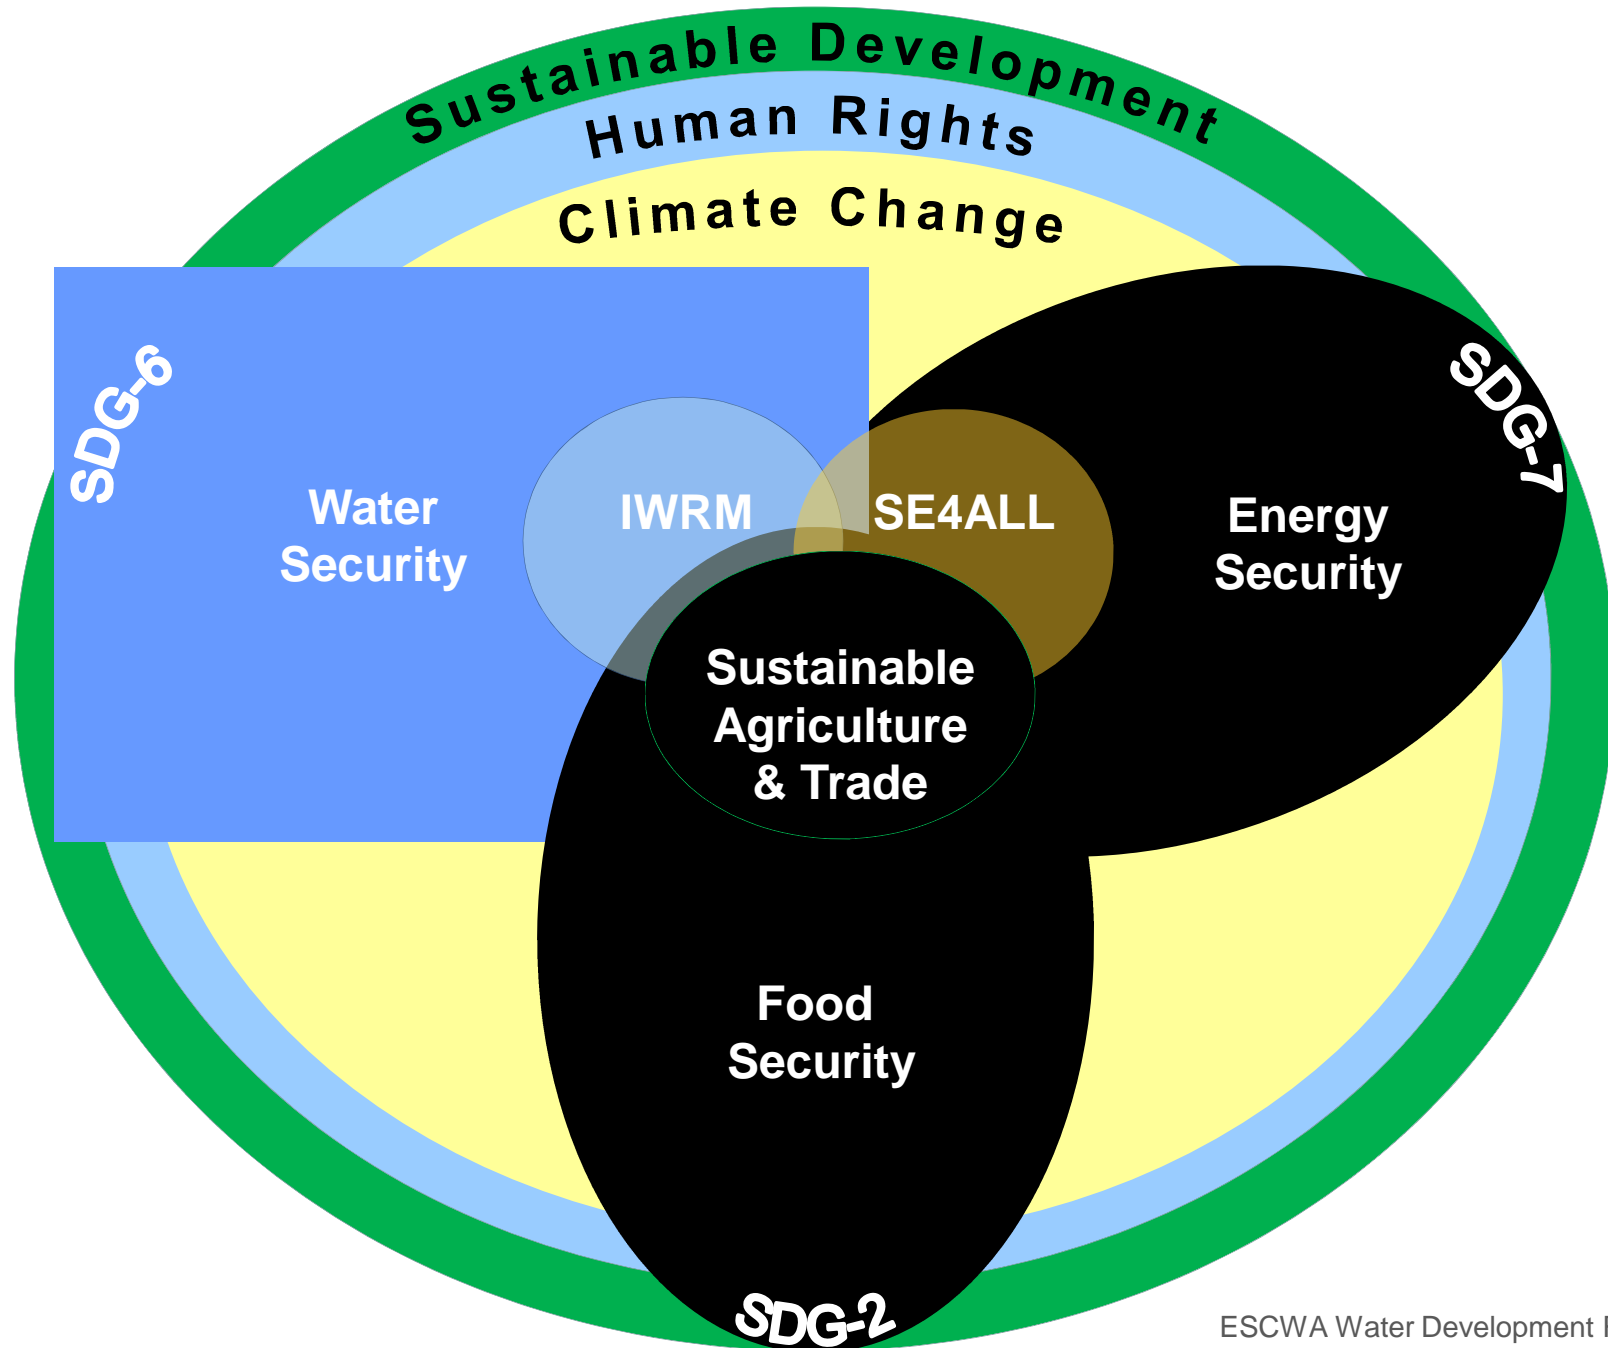 Sustainable Development
Human Rights
Climate Change
SDG-6
SDG-7
Water
Security
IWRM
SE4ALL
Energy
Security
Sustainable
Agriculture
& Trade
Food
Security
SDG-2
ESCWA Water Development